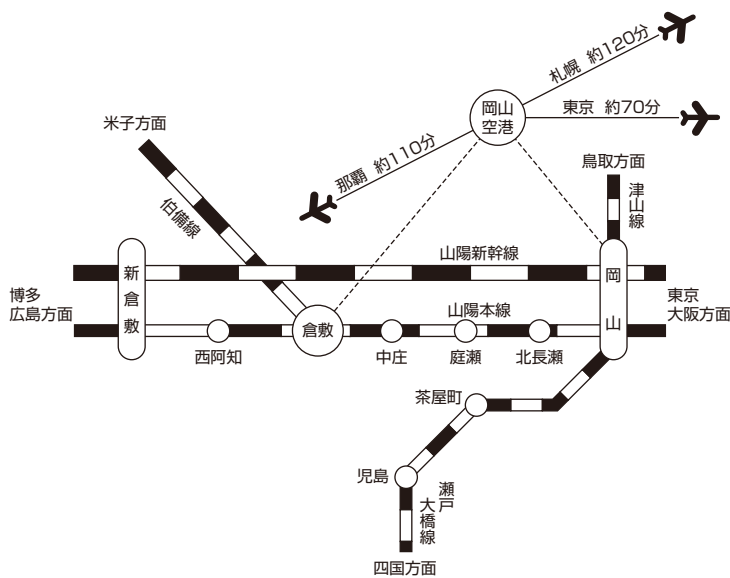 札幌 約120分
岡山
空港
東京 約70分
米子方面
那覇 約110分
鳥取方面
津山線
伯備線
山陽新幹線
新倉敷
岡山
博多
広島方面
東京
大阪方面
山陽本線
倉敷
西阿知
中庄
庭瀬
北長瀬
茶屋町
児島
瀬戸
大橋線
四国方面